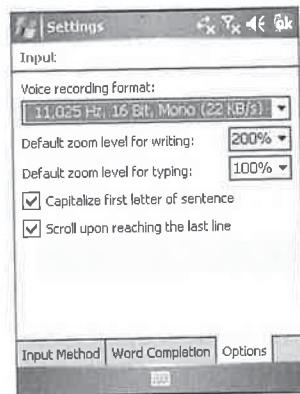 Settings
ok
Input
Voice recording format:
11,025 Hz, 16 Bit, Mono (22 KB/s)
Default zoom level for writing: 200%
Default zoom level for typing: 100%
Capitalize first letter of sentence
Scroll upon reaching the last line
Input Method Word Completion Options